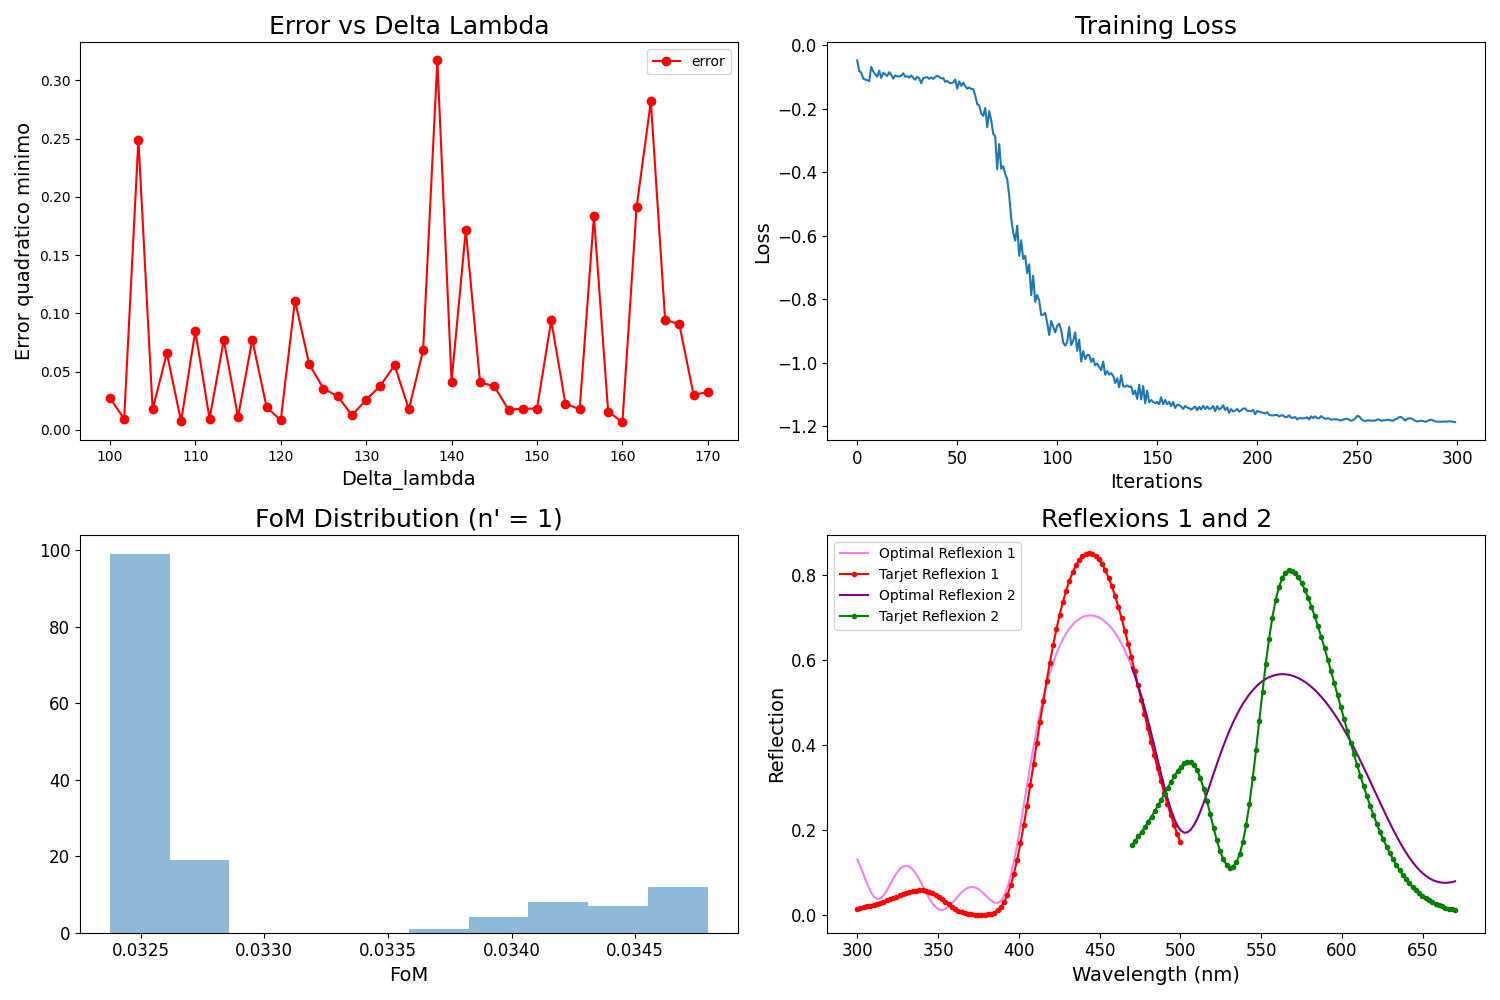 Error vs Delta Lambda
error
Error quadratico minimo
0.30
0.25
0.20
0.15
0.10
0.05
0.00
100 110 120 130 140 150 160 170
Delta_lambda
Training Loss
Loss
0.0
−0.2
−0.4
−0.6
−0.8
−1.0
−1.2
0 50 100 150 200 250 300
Iterations
FoM Distribution (n' = 1)
100
80
60
40
20
0
0.0325 0.0330 0.0335 0.0340 0.0345
FoM
Reflexions 1 and 2
Optimal Reflexion 1
Tarjet Reflexion 1
Optimal Reflexion 2
Tarjet Reflexion 2
Reflection
0.8
0.6
0.4
0.2
0.0
300 350 400 450 500 550 600 650
Wavelength (nm)